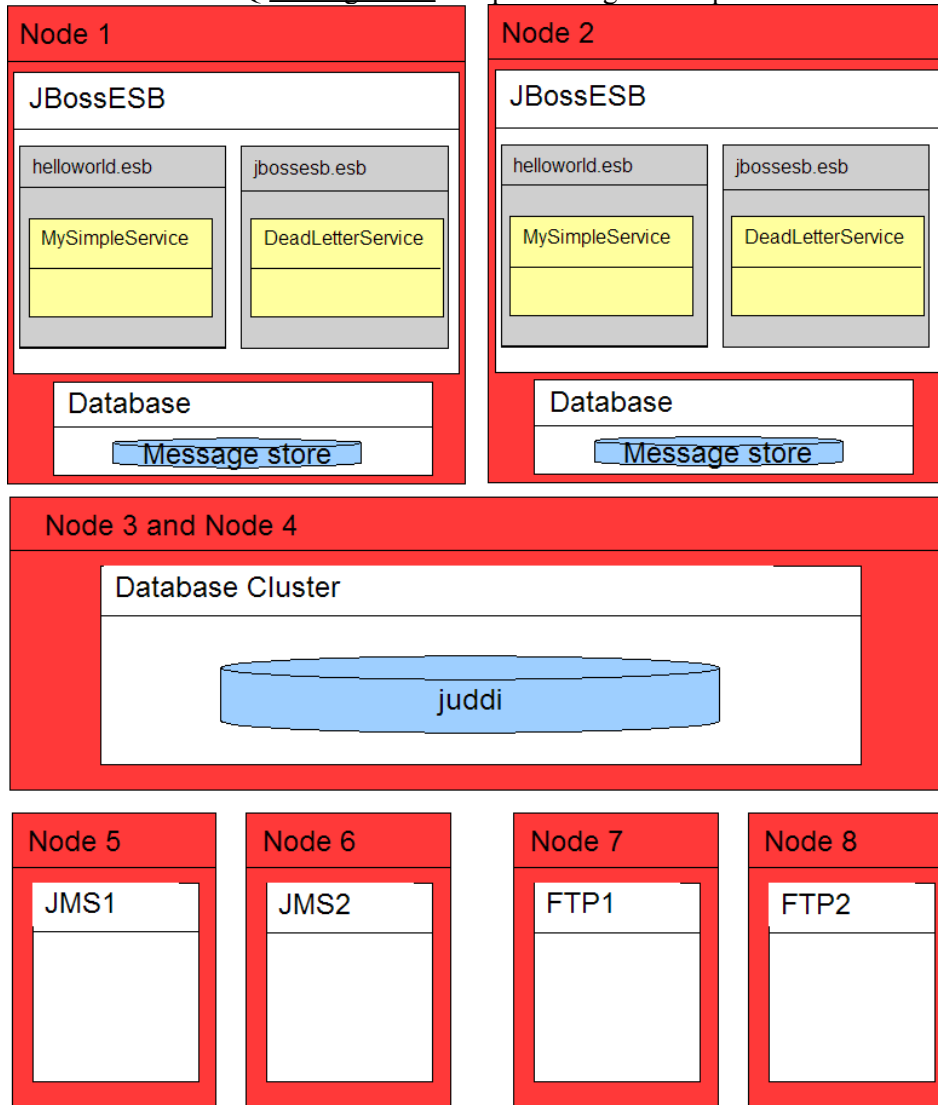 Node 1
JBossESB
helloworld.esb
jbossesb.esb
MySimpleService
DeadLetterService
Database
Message store
Node 2
JBossESB
helloworld.esb
jbossesb.esb
MySimpleService
DeadLetterService
Database
Message store
Node 3 and Node 4
Database Cluster
juddi
Node 5
JMS1
Node 6
JMS2
Node 7
FTP1
Node 8
FTP2